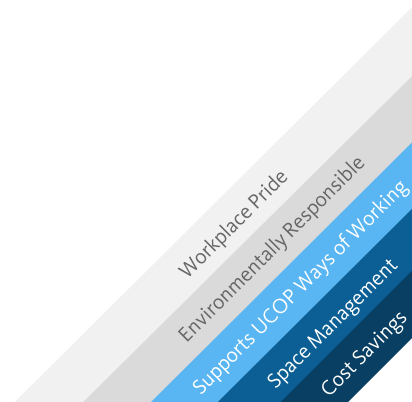 Workplace Pride
Environmentally Responsible
Supports UCOP Ways of Working
Space Management
Cost Savings